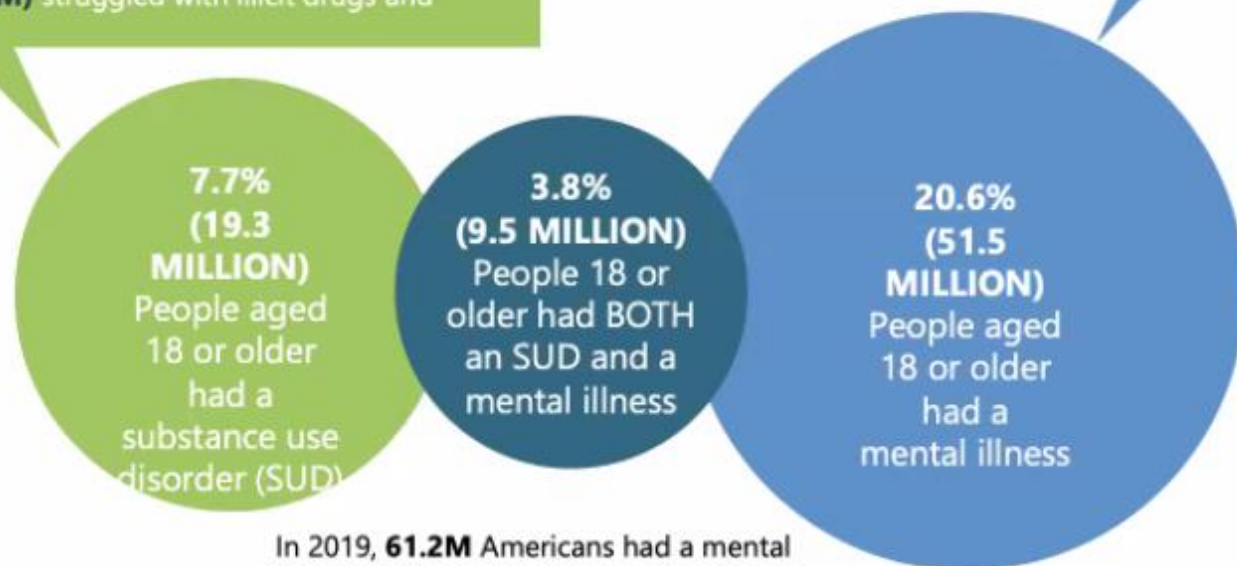 M) struggled with illicit drugs and
7.7%
(19.3
MILLION)
People aged
18 or older
had a
substance use
disorder (SUD)
3.8%
(9.5 MILLION)
People 18 or
older had BOTH
an SUD and a
mental illness
20.6%
(51.5
MILLION)
People aged
18 or older
had a
mental illness
In 2019, 61.2M Americans had a mental